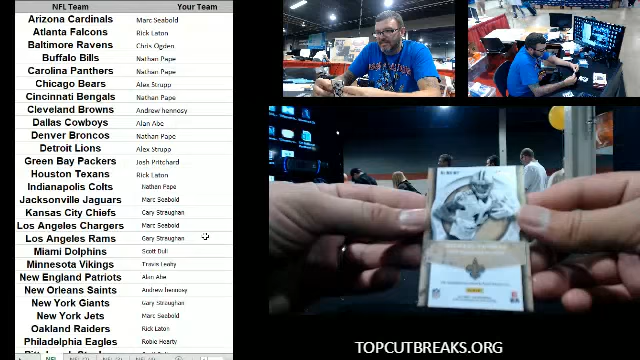 NFL Team Your Team
Arizona Cardinals Marc Seabold
Atlanta Falcons Rick Laton
Baltimore Ravens Chris Ogden
Buffalo Bills Nathan Pape
Carolina Panthers Nathan Pape
Chicago Bears Alex Strupp
Cincinnati Bengals Nathan Pape
Cleveland Browns Andrew hennosy
Dallas Cowboys Alan Abe
Denver Broncos Nathan Pape
Detroit Lions Alex Strupp
Green Bay Packers Josh Pritchard
Houston Texans Rick Laton
Indianapolis Colts Nathan Pape
Jacksonville Jaguars Marc Seabold
Kansas City Chiefs Gary Straughan
Los Angeles Chargers Marc Seabold
Los Angeles Rams Gary Straughan
Miami Dolphins Scott Dull
Minnesota Vikings Travis Leahy
New England Patriots Alan Abe
New Orleans Saints Andrew hennosy
New York Giants Gary Straughan
New York Jets Marc Seabold
Oakland Raiders Rick Laton
Philadelphia Eagles Robie Hearty
NFL
TOPCUTBREAKS.ORG